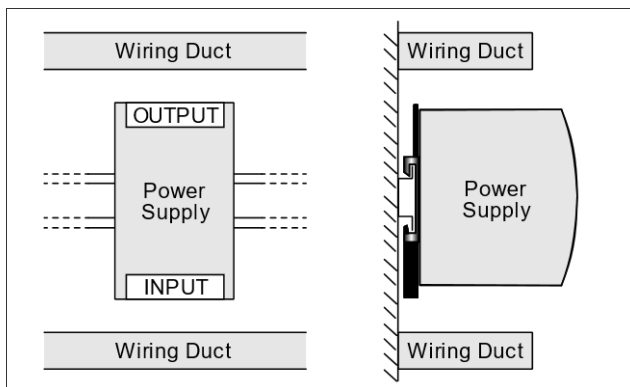 Wiring Duct
OUTPUT
Power
Supply
INPUT
Wiring Duct
Wiring Duct
Power
Supply
Wiring Duct